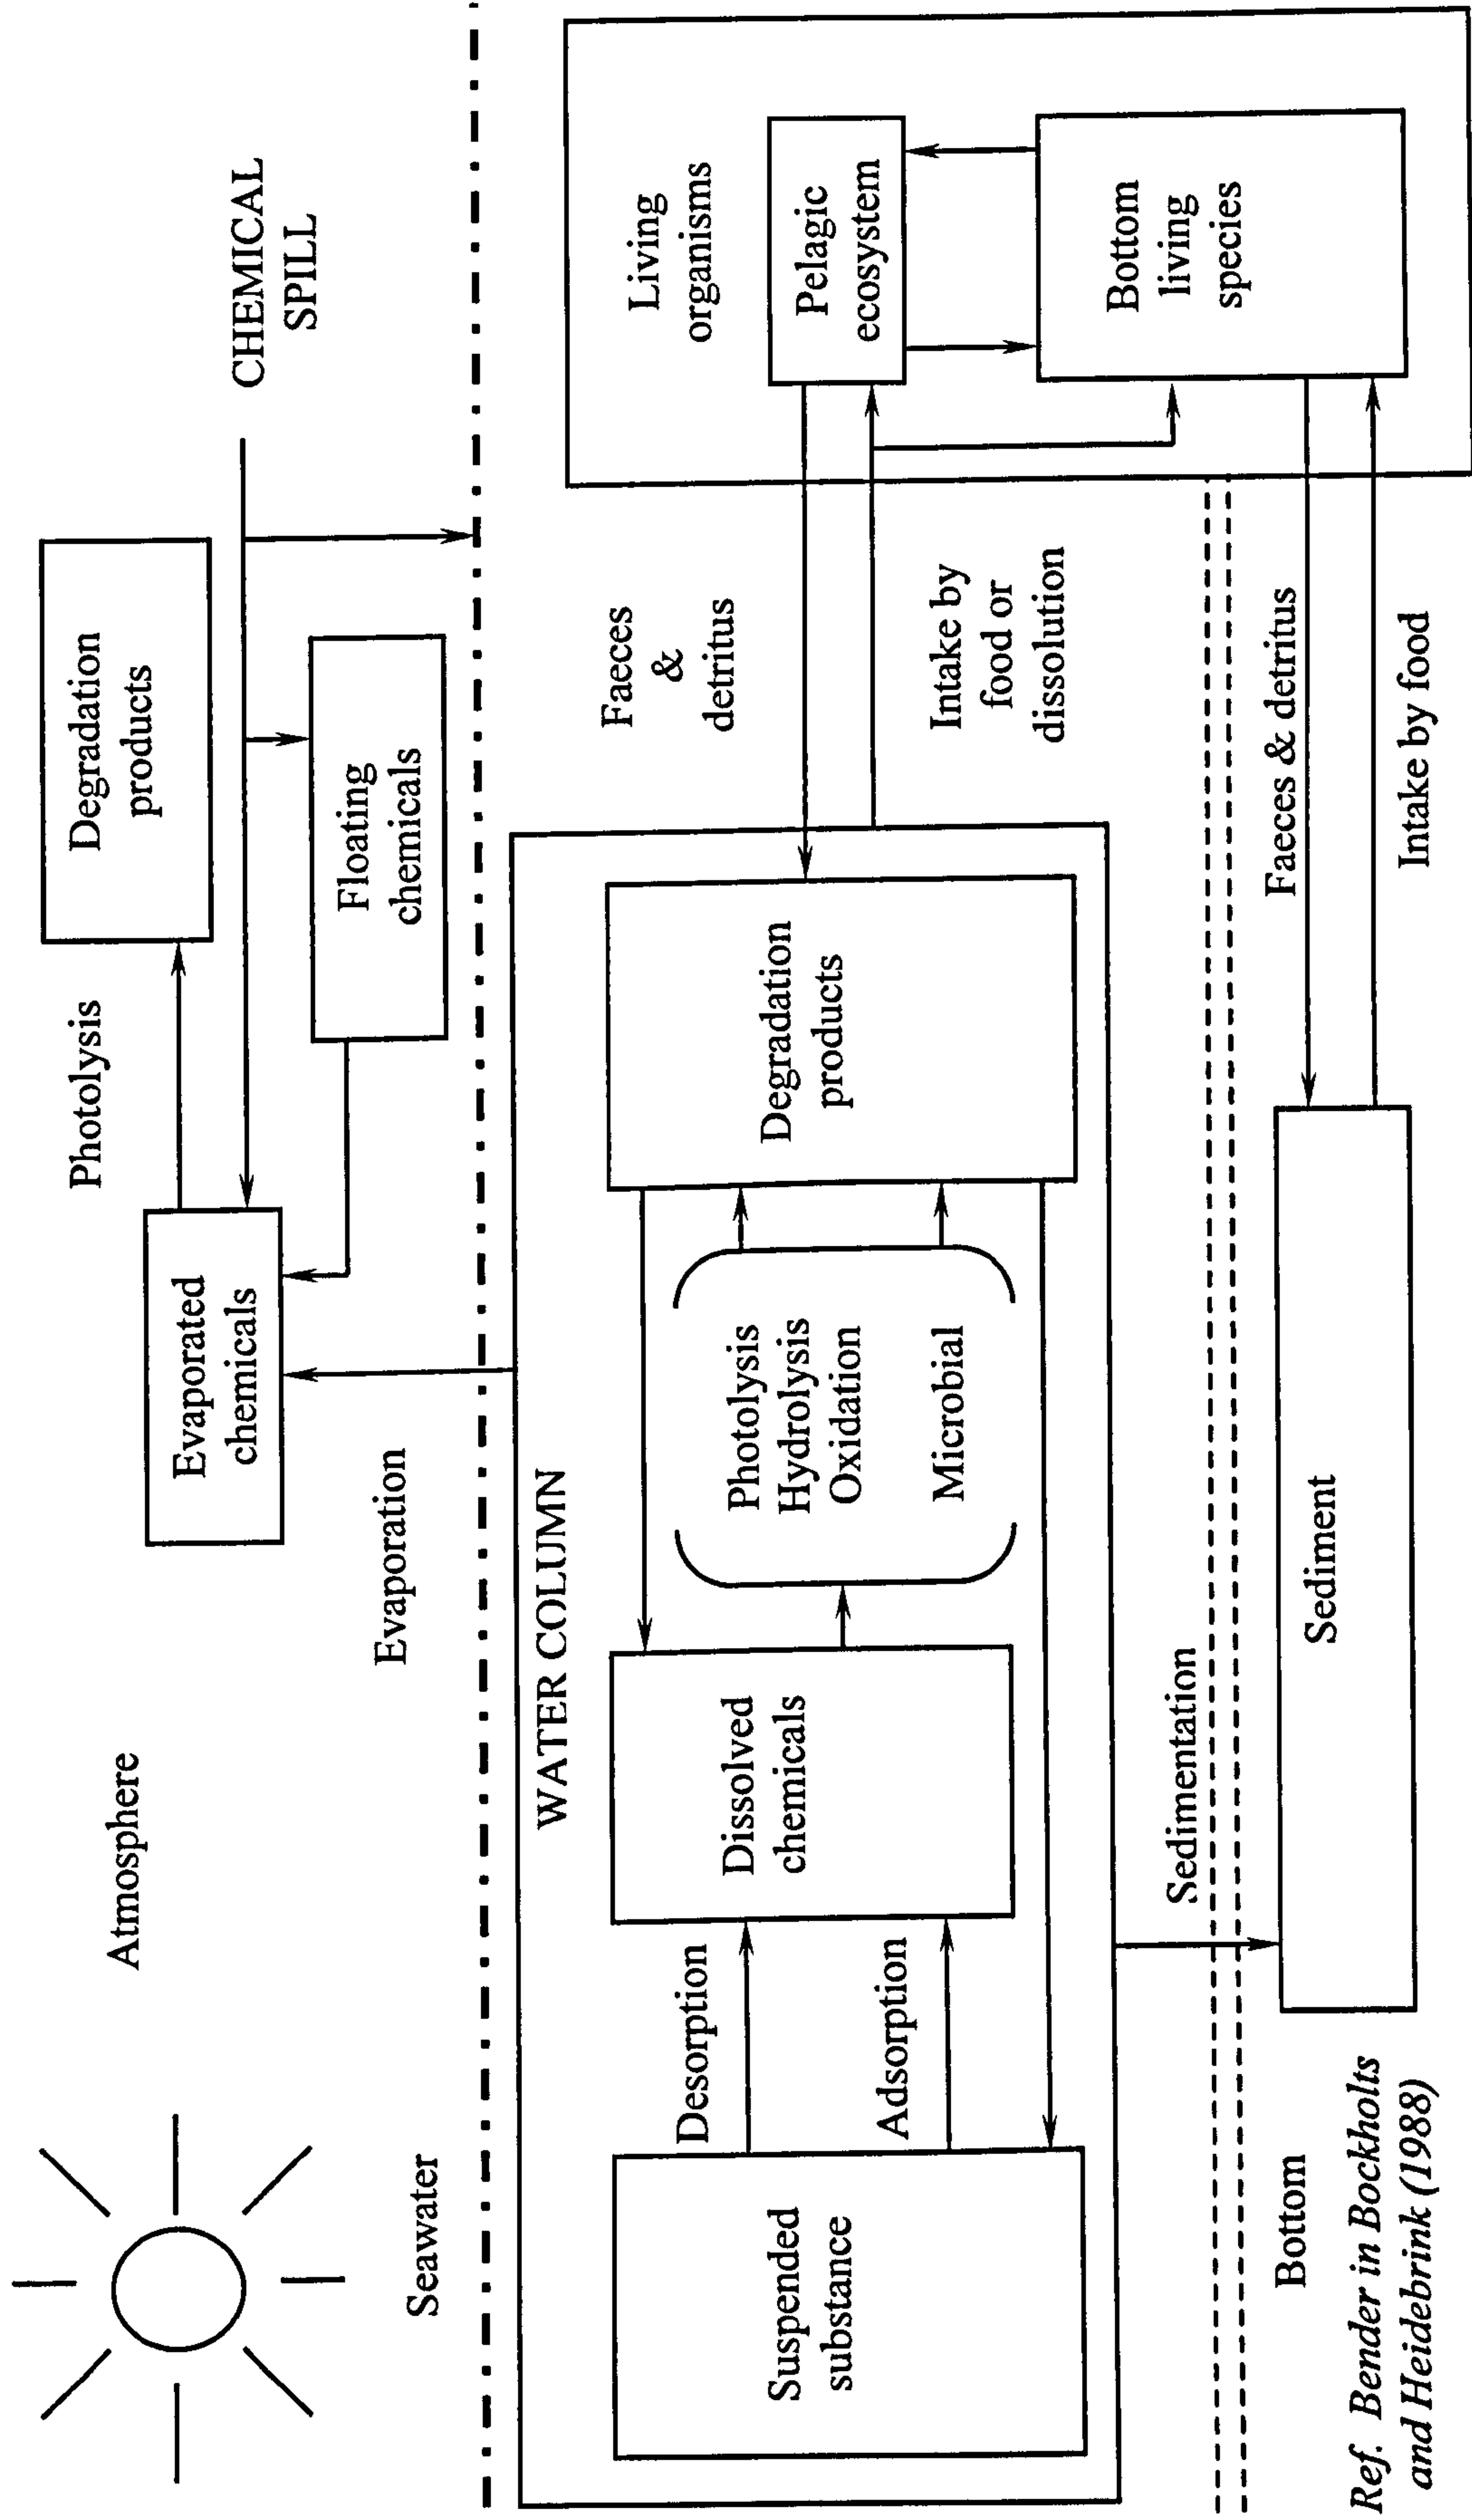 Atmosphere
Photolysis
Degradation
products
CHEMICAL
SPILL
Evaporated
chemicals
Floating
chemicals
Evaporation
Seawater
WATER COLUMN
Suspended
substance
Desorption
Adsorption
Dissolved
chemicals
Photolysis
Hydrolysis
Oxidation
Microbial
Degradation
products
Faeces
&
detritus
Intake by
food or
dissolution
Living
organisms
Pelagic
ecosystem
Bottom
living
species
Sedimentation
Bottom
Sediment
Faeces & detritus
Intake by food
Ref. Bender in Bockholts
and Heidebrink (1988)